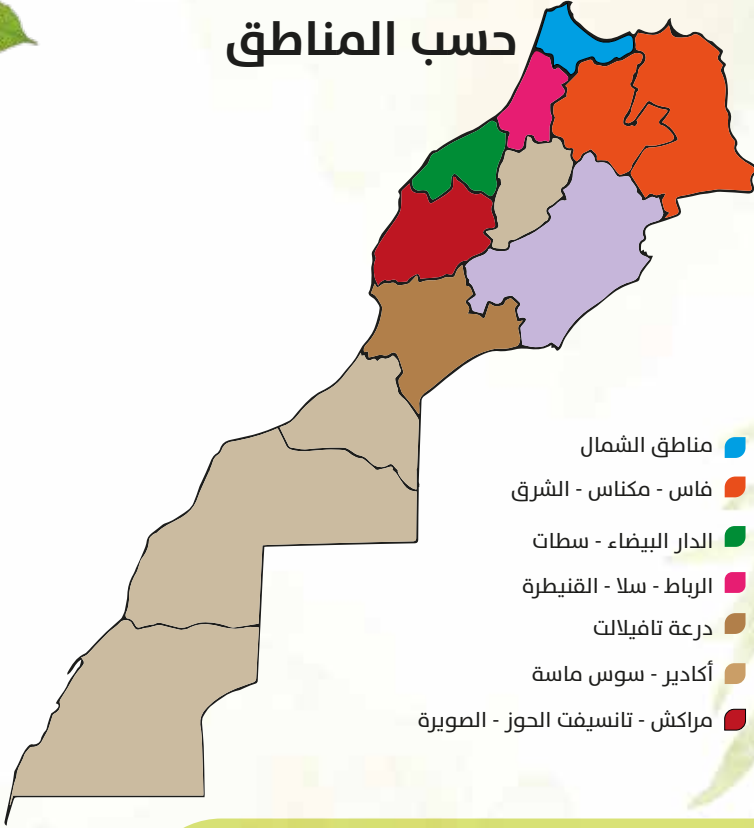 حسب المناطق
مناطق الشمال
فاس - مكناس - الشرق
الدار البيضاء - سطات
الرباط - سلا - القنيطرة
درعة تافيلالت
أكادير - سوس ماسة
مراكش - تانسيفت الحوز - الصويرة